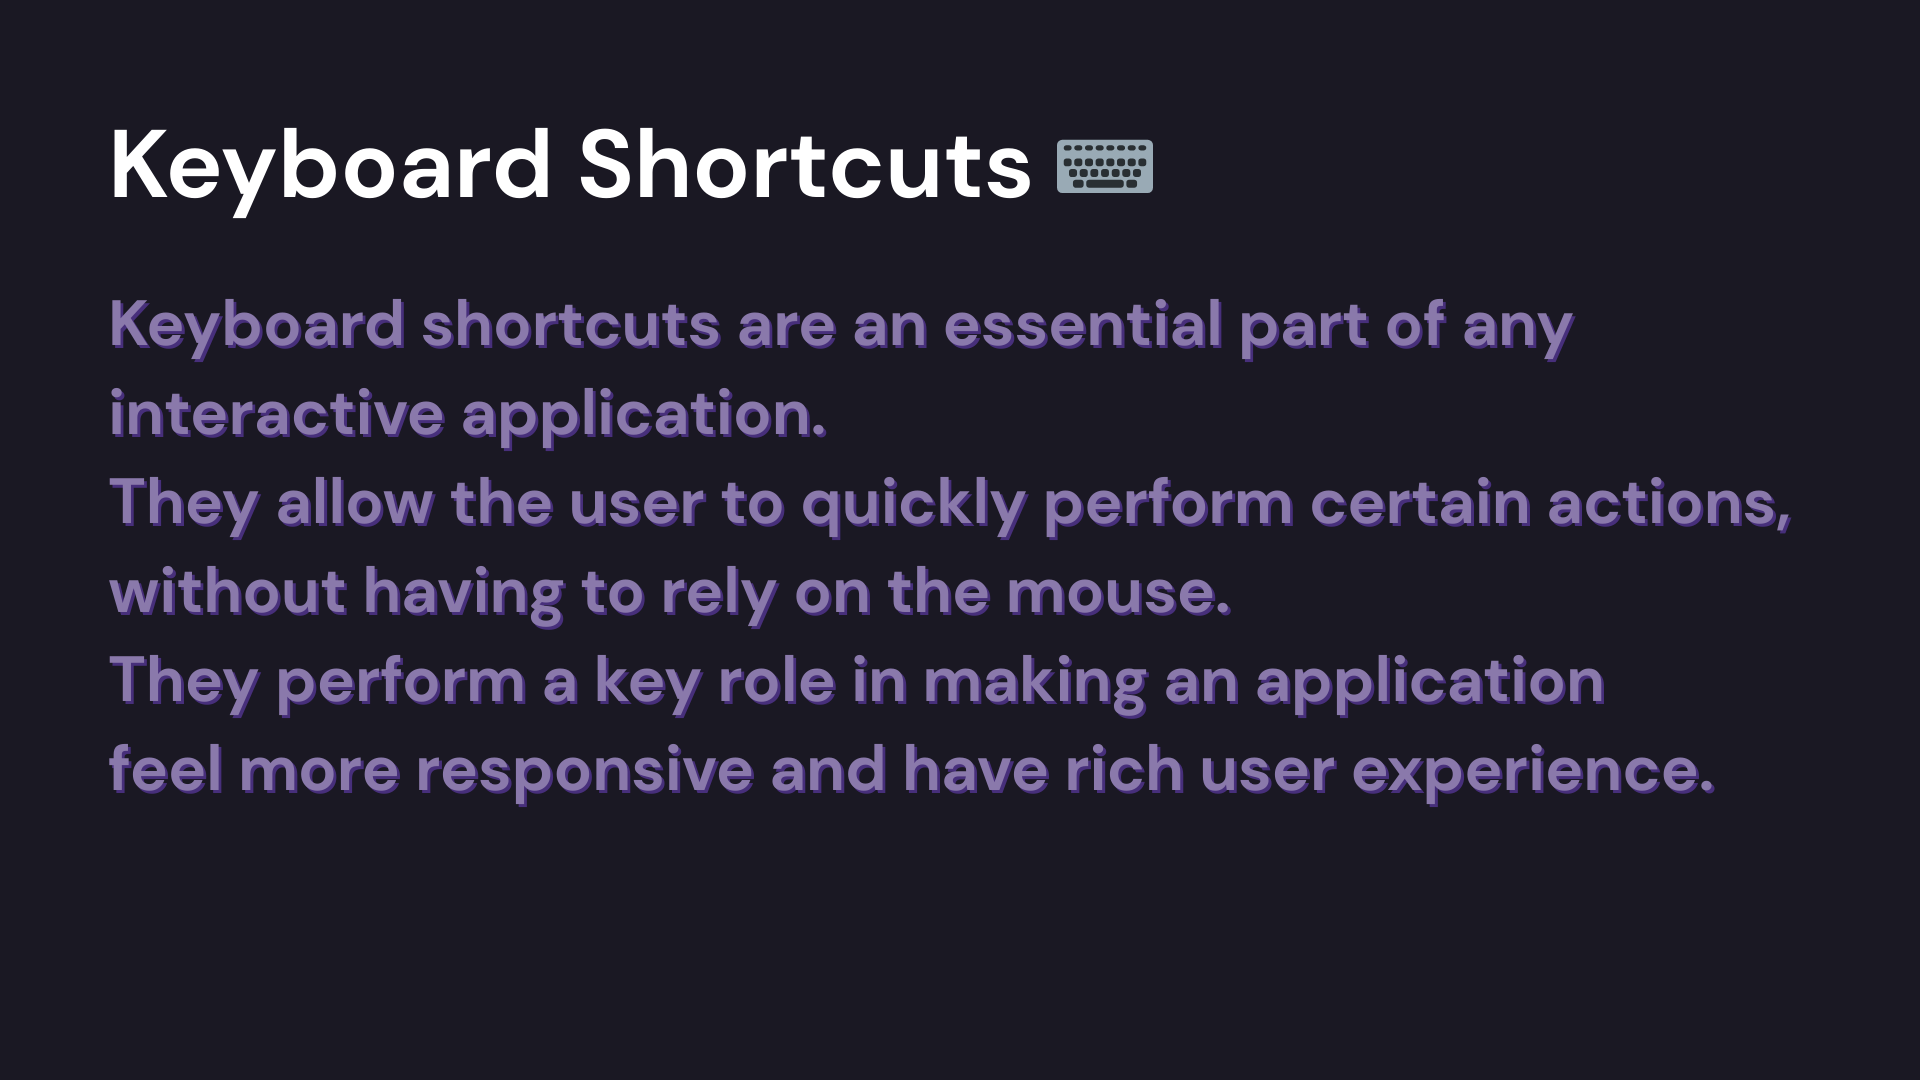 Keyboard Shortcuts ⌨️
Keyboard shortcuts are an essential part of any
interactive application.
They allow the user to quickly perform certain actions,
without having to rely on the mouse.
They perform a key role in making an application
feel more responsive and have rich user experience.